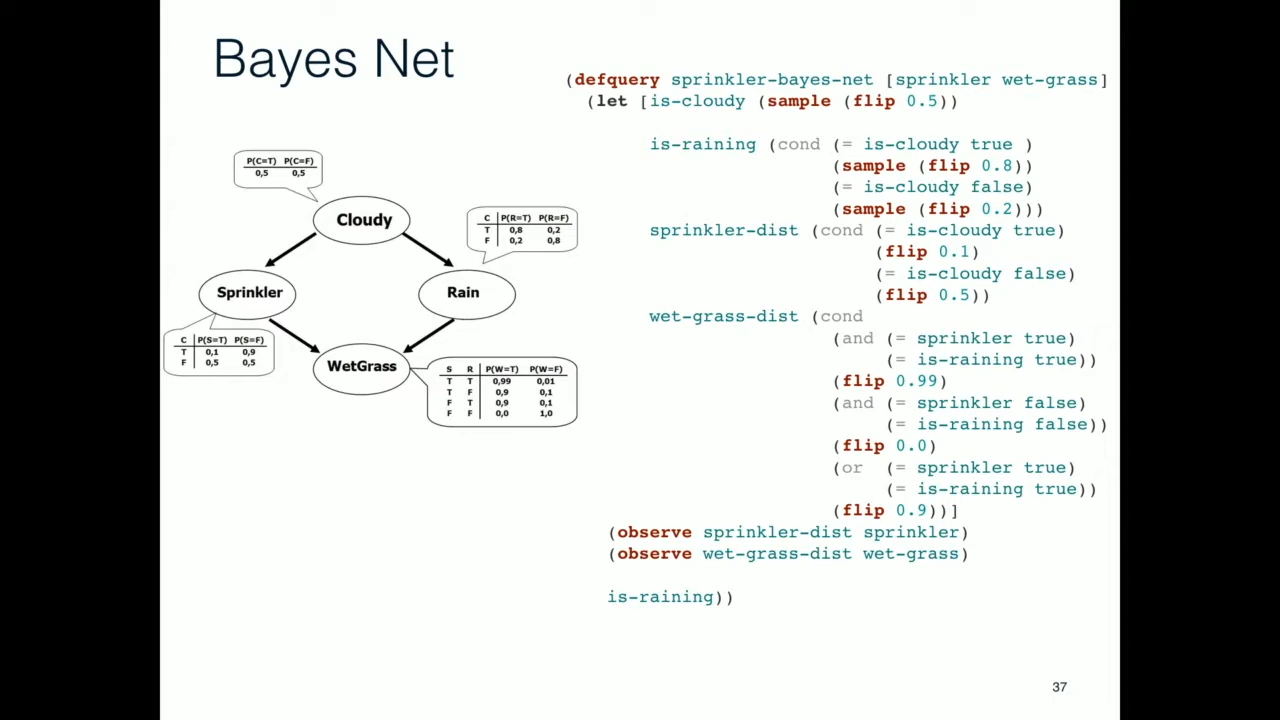 Bayes Net
P(C=T) P(C=F)
0,5 0,5
Cloudy
C P(R=T) P(R=F)
T 0,8 0,2
F 0,2 0,8
Sprinkler
Rain
C P(S=T) P(S=F)
T 0,1 0,9
F 0,5 0,5
WetGrass
S R P(W=T) P(W=F)
T T 0,99 0,01
T F 0,9 0,1
F T 0,9 0,1
F F 0,0 1,0
(defquery sprinkler-bayes-net [sprinkler wet-grass]
(let [is-cloudy (sample (flip 0.5))
is-raining (cond (= is-cloudy true )
(sample (flip 0.8))
(= is-cloudy false)
(sample (flip 0.2)))
sprinkler-dist (cond (= is-cloudy true)
(flip 0.1)
(= is-cloudy false)
(flip 0.5))
wet-grass-dist (cond
(and (= sprinkler true)
(= is-raining true))
(flip 0.99)
(and (= sprinkler false)
(= is-raining false))
(flip 0.0)
(or (= sprinkler true)
(= is-raining true))
(flip 0.9))]
(observe sprinkler-dist sprinkler)
(observe wet-grass-dist wet-grass)
is-raining))
37